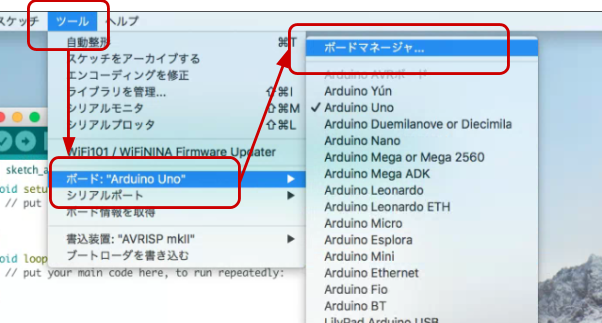 スケッチ ツール ヘルプ
自動整形 ⌘T
スケッチをアーカイブする
エンコーディングを修正
ライブラリを管理... ⇧⌘I
シリアルモニタ ⇧⌘M
シリアルプロッタ ⇧⌘L
WiFi101 / WiFiNINA Firmware Updater
ボード: "Arduino Uno"
シリアルポート
ボード情報を取得
書込装置: "AVRISP mkII"
ブートローダを書き込む
ボードマネージャ...
Arduino AVRボード
Arduino Yún
✓ Arduino Uno
Arduino Duemilanove or Diecimila
Arduino Nano
Arduino Mega or Mega 2560
Arduino Mega ADK
Arduino Leonardo
Arduino Leonardo ETH
Arduino Micro
Arduino Esplora
Arduino Mini
Arduino Ethernet
Arduino Fio
Arduino BT
LilyPad Arduino USB
sketch_a
oid setu
// put
oid loop
// put your main code here, to run repeatedly: